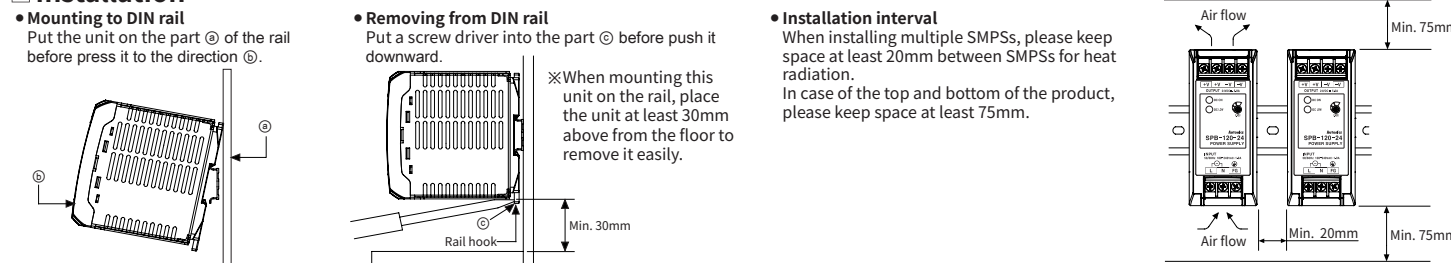 Installation
• Mounting to DIN rail
Put the unit on the part ⓐ of the rail
before press it to the direction ⓑ.
ⓐ
ⓑ
• Removing from DIN rail
Put a screw driver into the part ⓒ before push it
downward.
※When mounting this
unit on the rail, place
the unit at least 30mm
above from the floor to
remove it easily.
ⓒ
Rail hook
Min. 30mm
• Installation interval
When installing multiple SMPSs, please keep
space at least 20mm between SMPSs for heat
radiation.
In case of the top and bottom of the product,
please keep space at least 75mm.
Air flow
Min. 75mm
+V +V -V -V
+V +V -V -V
SPB-120-24
POWER SUPPLY
SPB-120-24
POWER SUPPLY
INPUT
L N FG
INPUT
L N FG
Air flow
Min. 20mm
Min. 75mm